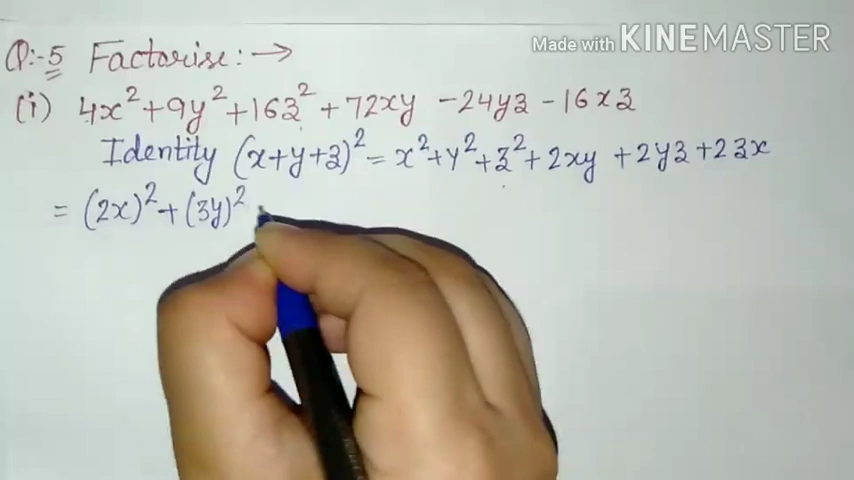 Made with KINEMASTER
Q:-5 Factorise:→
(i) 4x²+9y²+16z²+72xy -24yz -16xz
Identity (x+y+z)² = x²+y²+z²+2xy +2yz+2zx
= (2x)²+(3y)²